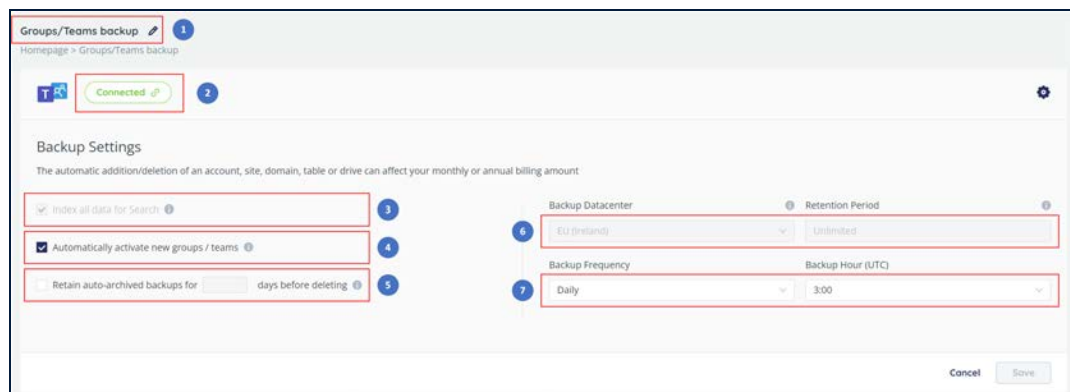 Groups/Teams backup 1
Homepage > Groups/Teams backup
T Connected 2
Backup Settings
The automatic addition/deletion of an account, site, domain, table or drive can affect your monthly or annual billing amount
Index all data for Search 3
Automatically activate new groups / teams 4
Retain auto-archived backups for days before deleting 5
Backup Datacenter Retention Period
6 EU (Ireland) Unlimited
Backup Frequency Backup Hour (UTC)
7 Daily 3:00
Cancel Save